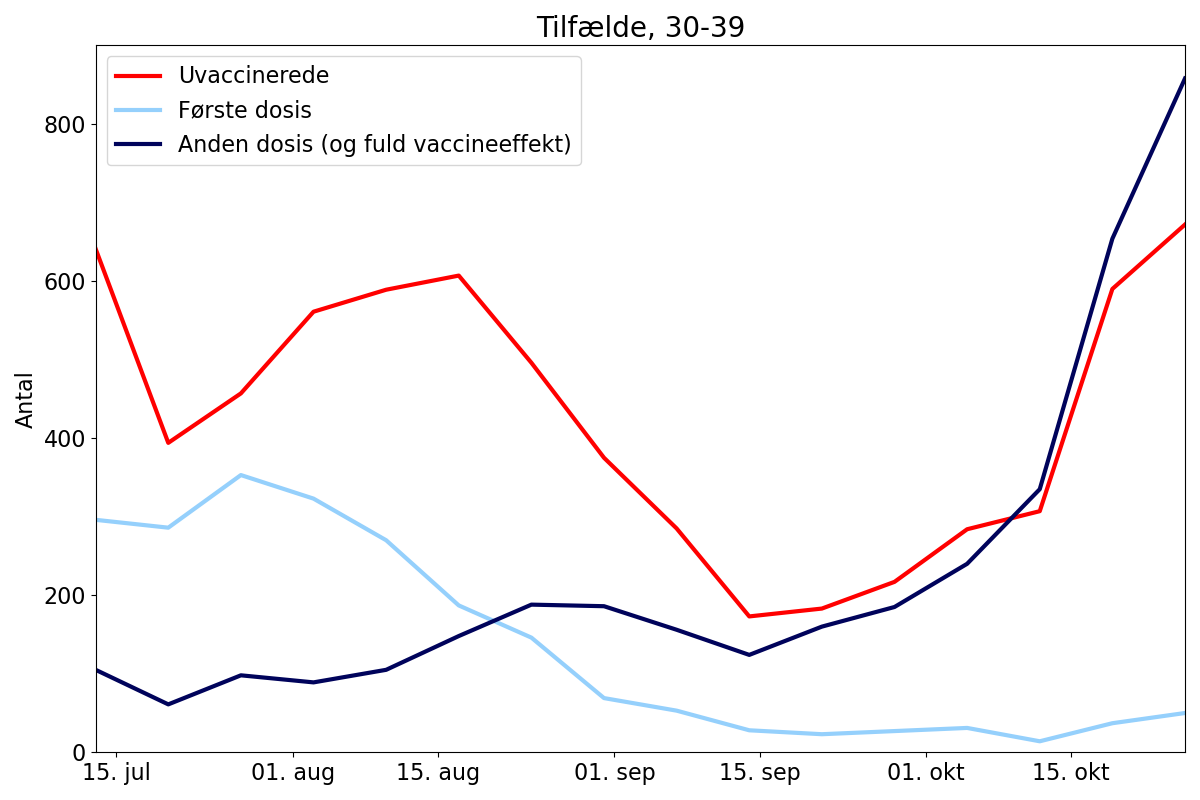 Tilfælde, 30-39
Uvaccinerede
Første dosis
Anden dosis (og fuld vaccineeffekt)
Antal
800
600
400
200
0
15. jul 01. aug 15. aug 01. sep 15. sep 01. okt 15. okt